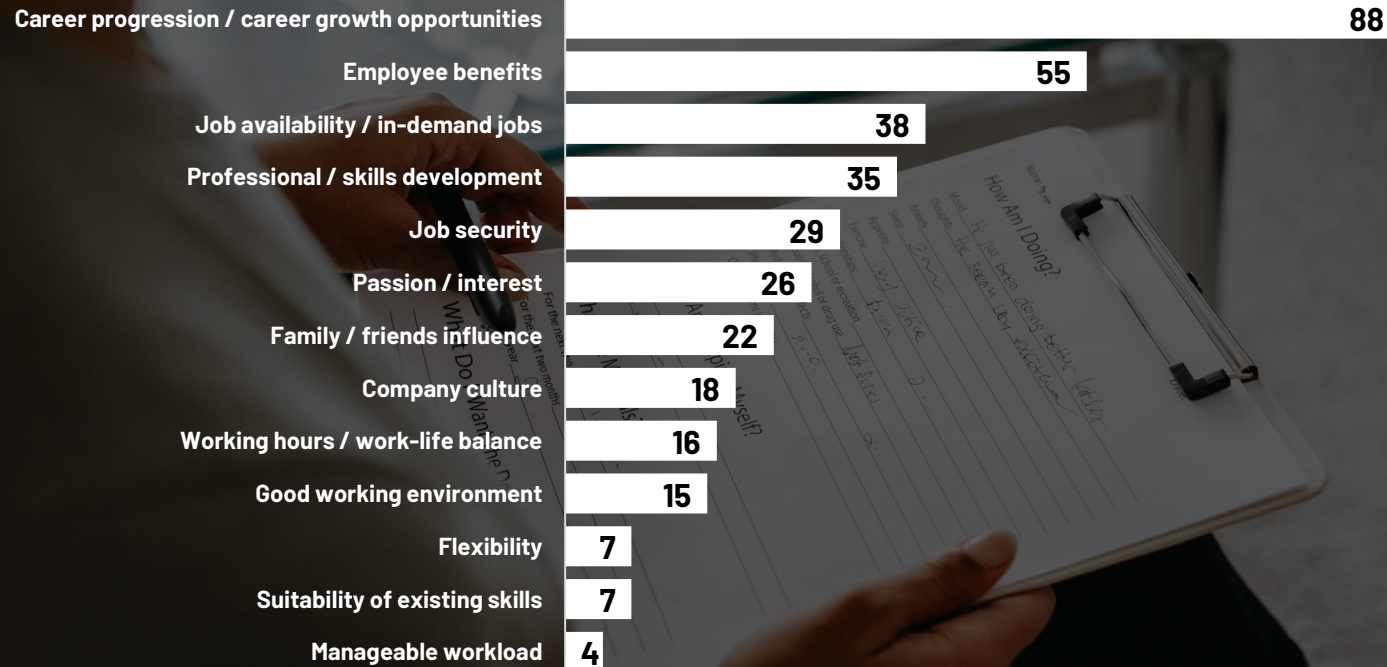 Career progression / career growth opportunities
88
Employee benefits
55
Job availability / in-demand jobs
38
Professional / skills development
35
Job security
29
Passion / interest
26
Family / friends influence
22
Company culture
18
Working hours / work-life balance
16
Good working environment
15
Flexibility
7
Suitability of existing skills
7
Manageable workload
4
How Am I Doing?